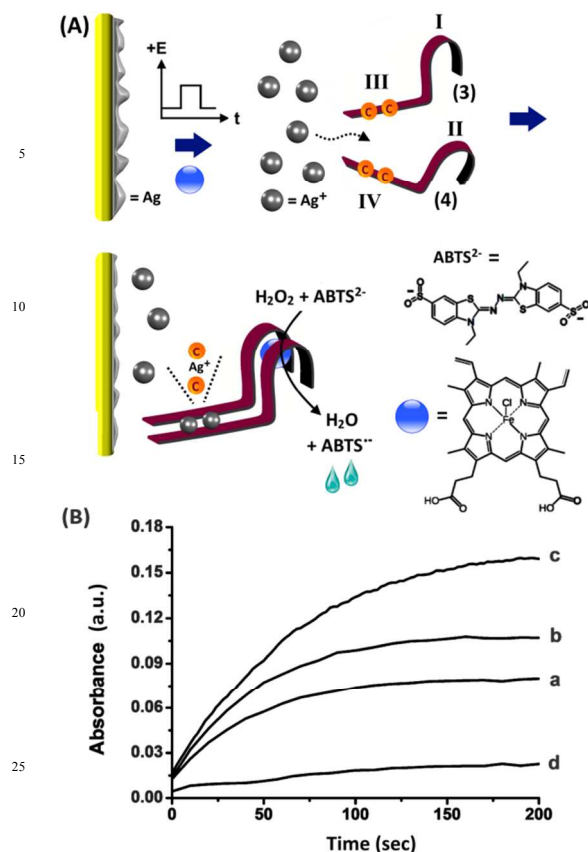 (A)
+E
t
= Ag
= Ag⁺
I
III
C C
(3)
II
C C
IV
(4)
5
10
15
20
25
ABTS²⁻ =
O
S
O
O⁻
N
S
N
N
S
N
O
S
O
O⁻
H₂O₂ + ABTS²⁻
C
Ag⁺
C
H₂O
+ ABTS•⁻
=
Cl
N
N
Fe
N
N
HO
O
O
OH
(B)
Absorbance (a.u.)
0.18
0.15
0.12
0.09
0.06
0.03
0.00
c
b
a
d
0
50
100
150
200
Time (sec)